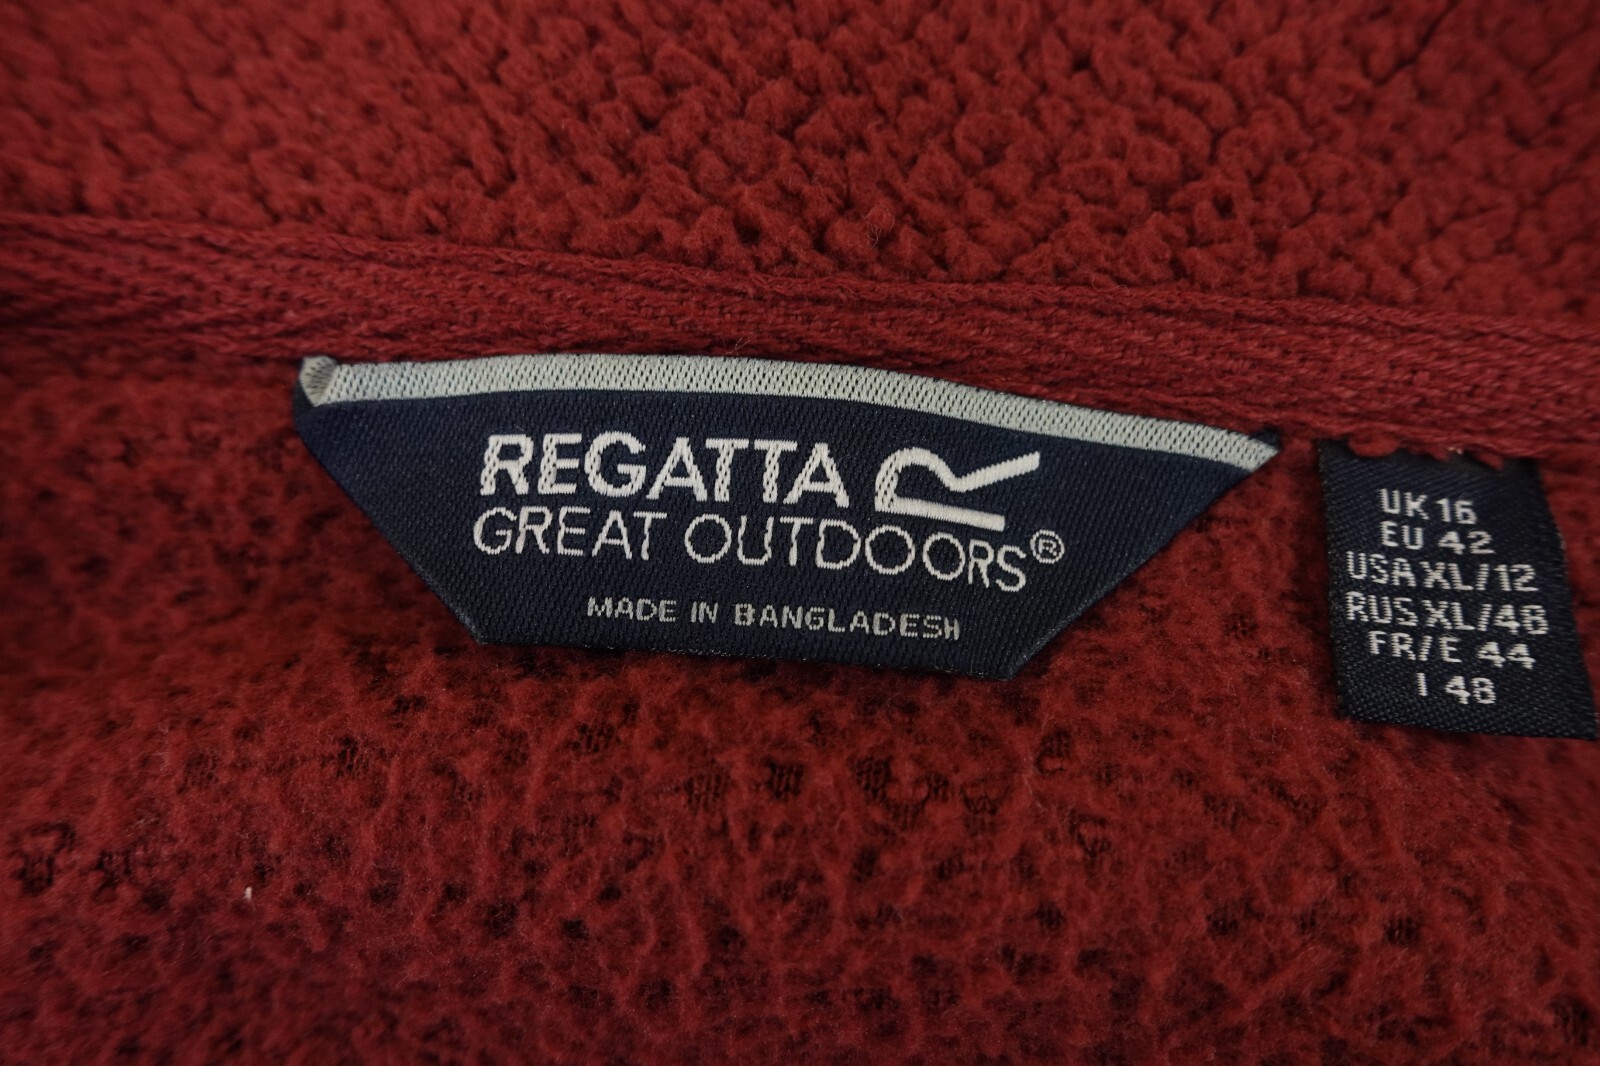 REGATTA
GREAT OUTDOORS®
MADE IN BANGLADESH
UK 16
EU 42
USA XL/12
RUS XL/48
FR/E 44
I 48